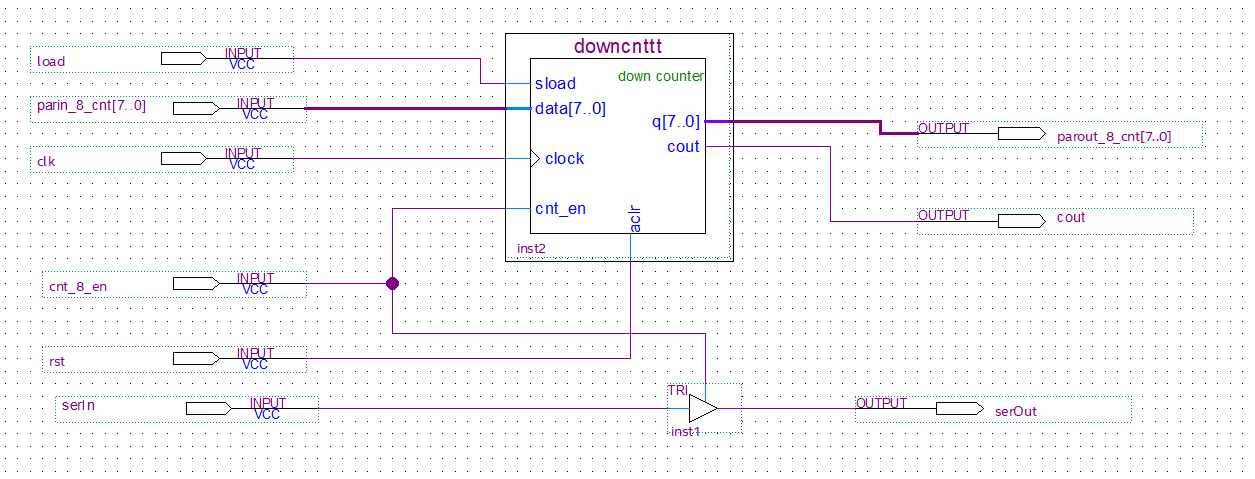 downcnttt
load
INPUT
VCC
down counter
sload
parin_8_cnt[7..0]
INPUT
VCC
data[7..0]
q[7..0]
OUTPUT
parout_8_cnt[7..0]
clk
INPUT
VCC
clock
cout
cnt_en
aclr
OUTPUT
cout
inst2
cnt_8_en
INPUT
VCC
rst
INPUT
VCC
serIn
INPUT
VCC
TRI
inst1
OUTPUT
serOut